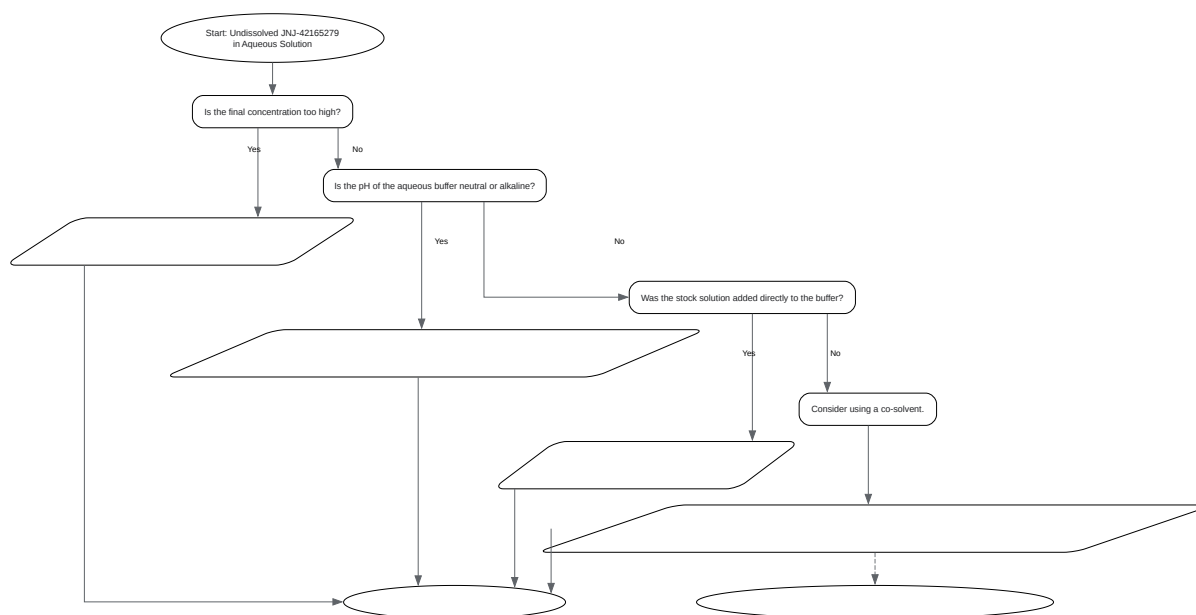 Start: Undissolved JNJ-42165279
in Aqueous Solution
Is the final concentration too high?
Yes
No
Is the pH of the aqueous buffer neutral or alkaline?
Yes
No
Was the stock solution added directly to the buffer?
Yes
No
Consider using a co-solvent.